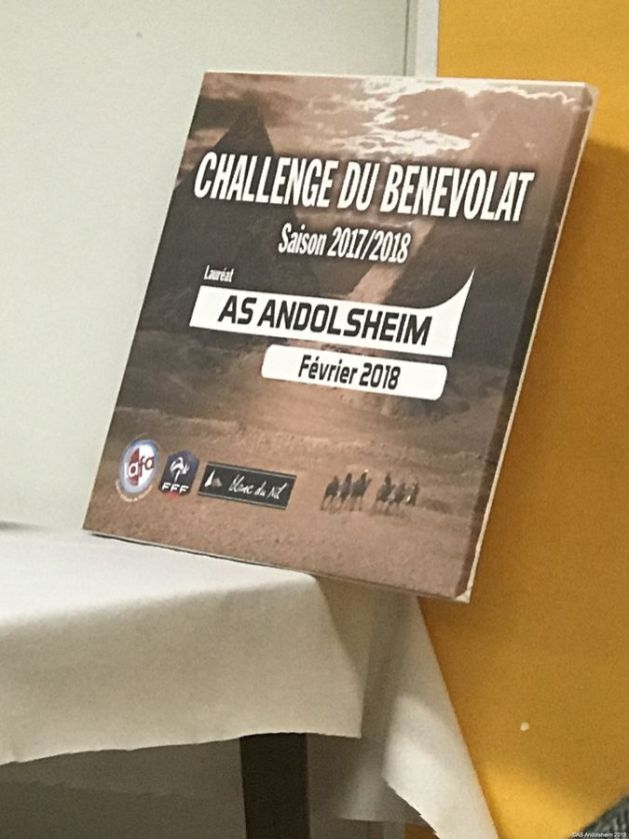 CHALLENGE DU BENEVOLAT
Saison 2017/2018
Lauréat
AS ANDOLSHEIM
Février 2018
lafa
FFF
blanc du Nil
©AS Andolsheim 2018